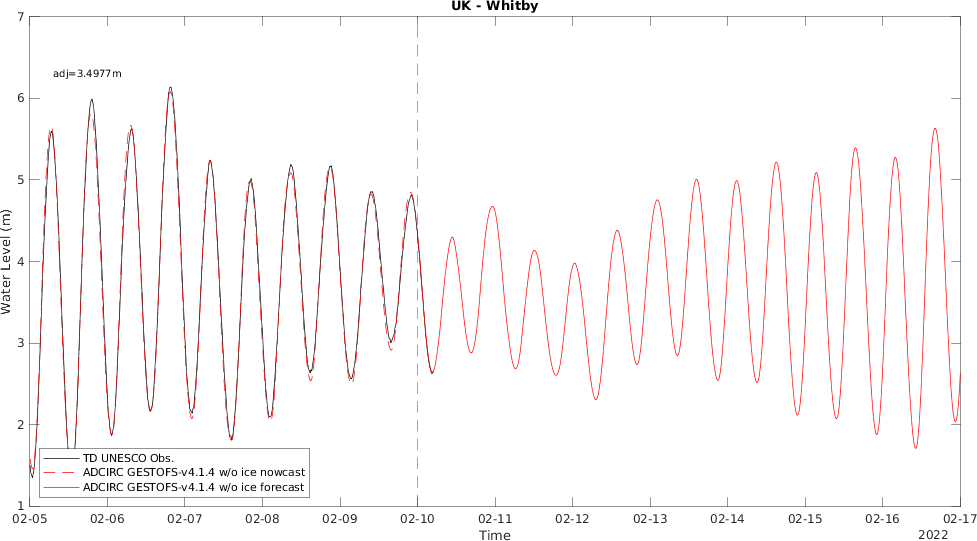 UK - Whitby
7
6
5
4
3
2
1
Water Level (m)
adj=3.4977m
TD UNESCO Obs.
ADCIRC GESTOFS-v4.1.4 w/o ice nowcast
ADCIRC GESTOFS-v4.1.4 w/o ice forecast
02-05 02-06 02-07 02-08 02-09 02-10 02-11 02-12 02-13 02-14 02-15 02-16 02-17
Time
2022